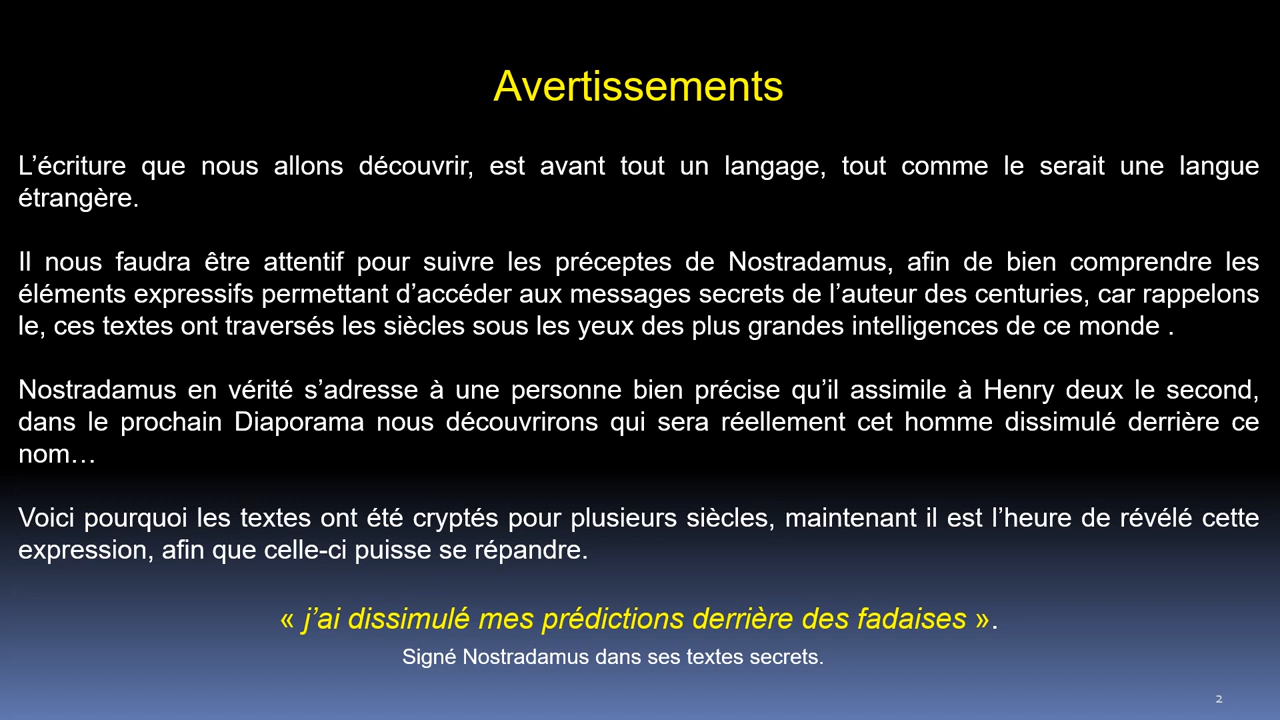 Avertissements
L’écriture que nous allons découvrir, est avant tout un langage, tout comme le serait une langue
étrangère.
Il nous faudra être attentif pour suivre les préceptes de Nostradamus, afin de bien comprendre les
éléments expressifs permettant d’accéder aux messages secrets de l’auteur des centuries, car rappelons
le, ces textes ont traversés les siècles sous les yeux des plus grandes intelligences de ce monde .
Nostradamus en vérité s’adresse à une personne bien précise qu’il assimile à Henry deux le second,
dans le prochain Diaporama nous découvrirons qui sera réellement cet homme dissimulé derrière ce
nom…
Voici pourquoi les textes ont été cryptés pour plusieurs siècles, maintenant il est l’heure de révélé cette
expression, afin que celle-ci puisse se répandre.
« j’ai dissimulé mes prédictions derrière des fadaises ».
Signé Nostradamus dans ses textes secrets.
2